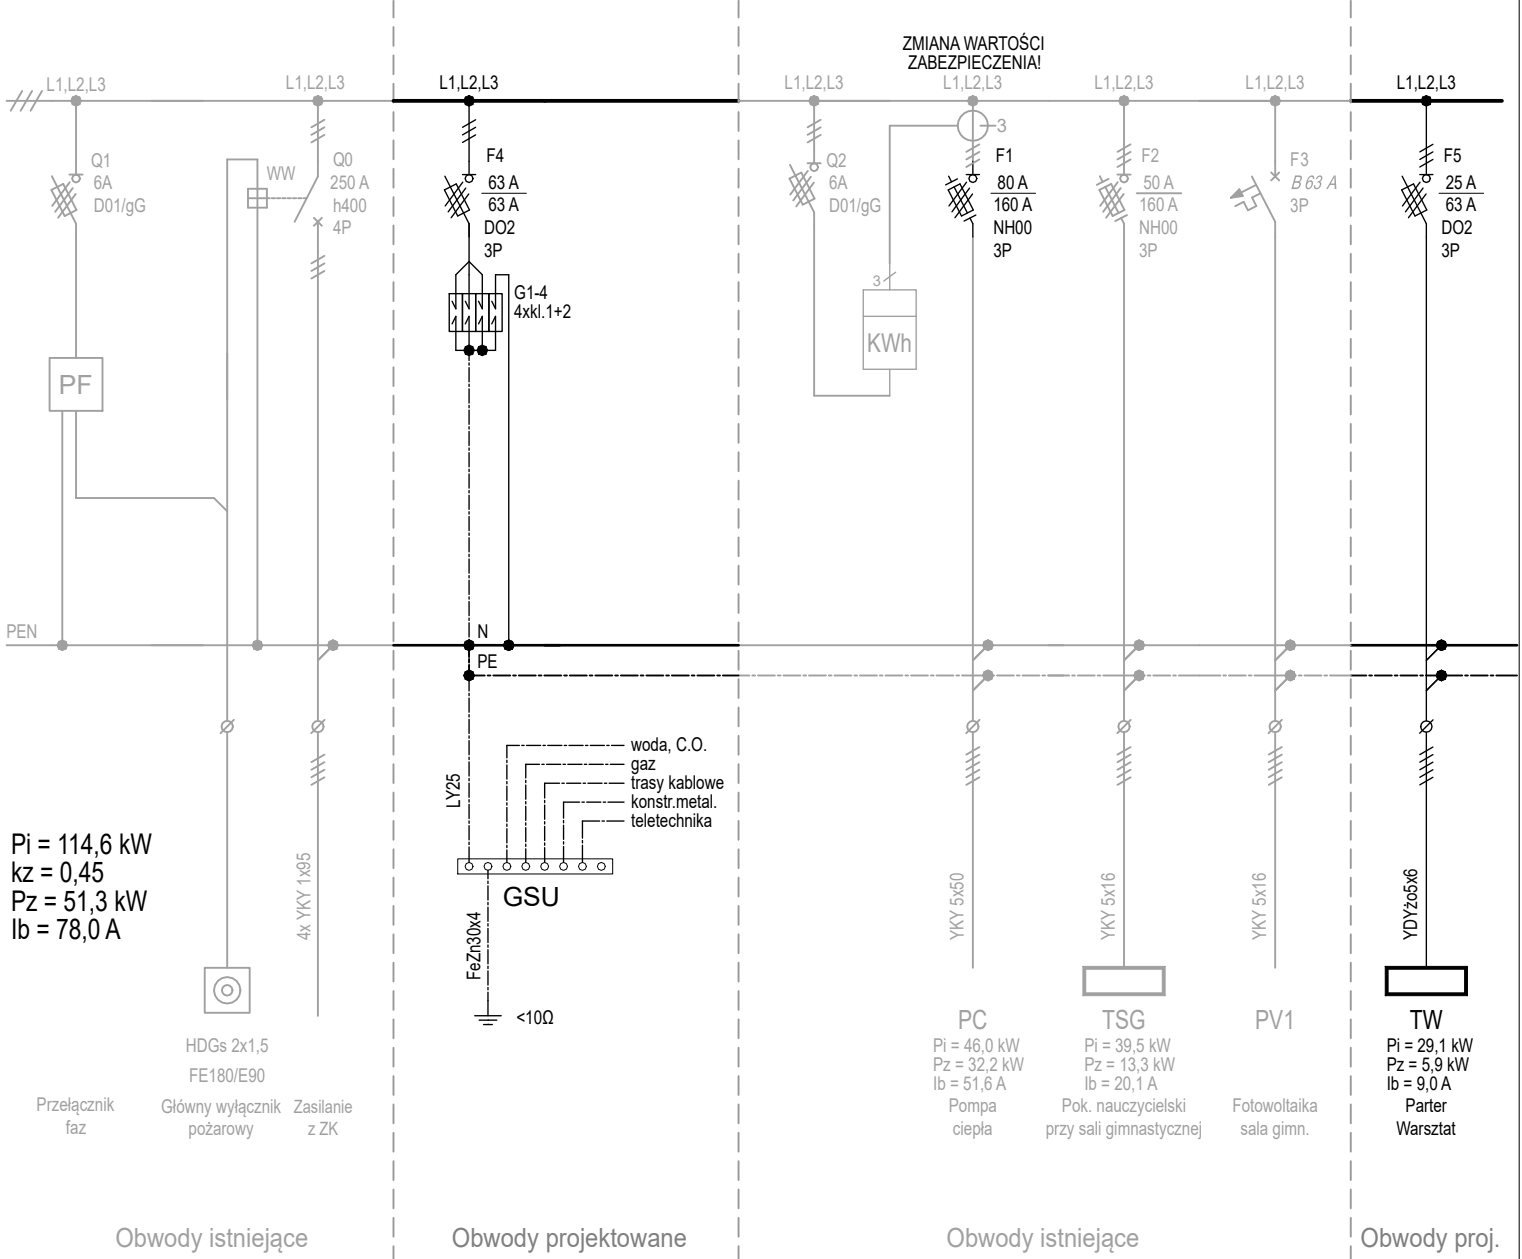 ZMIANA WARTOŚCI
ZABEZPIECZENIA!
L1,L2,L3
L1,L2,L3
L1,L2,L3
L1,L2,L3
L1,L2,L3
L1,L2,L3
L1,L2,L3
L1,L2,L3
Q1
6A
D01/gG
PF
WW
Q0
250 A
h400
4P
F4
63 A
63 A
DO2
3P
G1-4
4xkl.1+2
Q2
6A
D01/gG
3
3
KWh
F1
80 A
160 A
NH00
3P
F2
50 A
160 A
NH00
3P
F3
B 63 A
3P
F5
25 A
63 A
DO2
3P
PEN
N
PE
LY25
woda, C.O.
gaz
trasy kablowe
konstr.metal.
teletechnika
GSU
FeZn30x4
<10Ω
Pi = 114,6 kW
kz = 0,45
Pz = 51,3 kW
Ib = 78,0 A
4x YKY 1x95
YKY 5x50
YKY 5x16
YKY 5x16
YDYżo5x6
HDGs 2x1,5
FE180/E90
Przełącznik
faz
Główny wyłącznik
pożarowy
Zasilanie
z ZK
PC
Pi = 46,0 kW
Pz = 32,2 kW
Ib = 51,6 A
Pompa
ciepła
TSG
Pi = 39,5 kW
Pz = 13,3 kW
Ib = 20,1 A
Pok. nauczycielski
przy sali gimnastycznej
PV1
Fotowoltaika
sala gimn.
TW
Pi = 29,1 kW
Pz = 5,9 kW
Ib = 9,0 A
Parter
Warsztat
Obwody istniejące
Obwody projektowane
Obwody istniejące
Obwody proj.